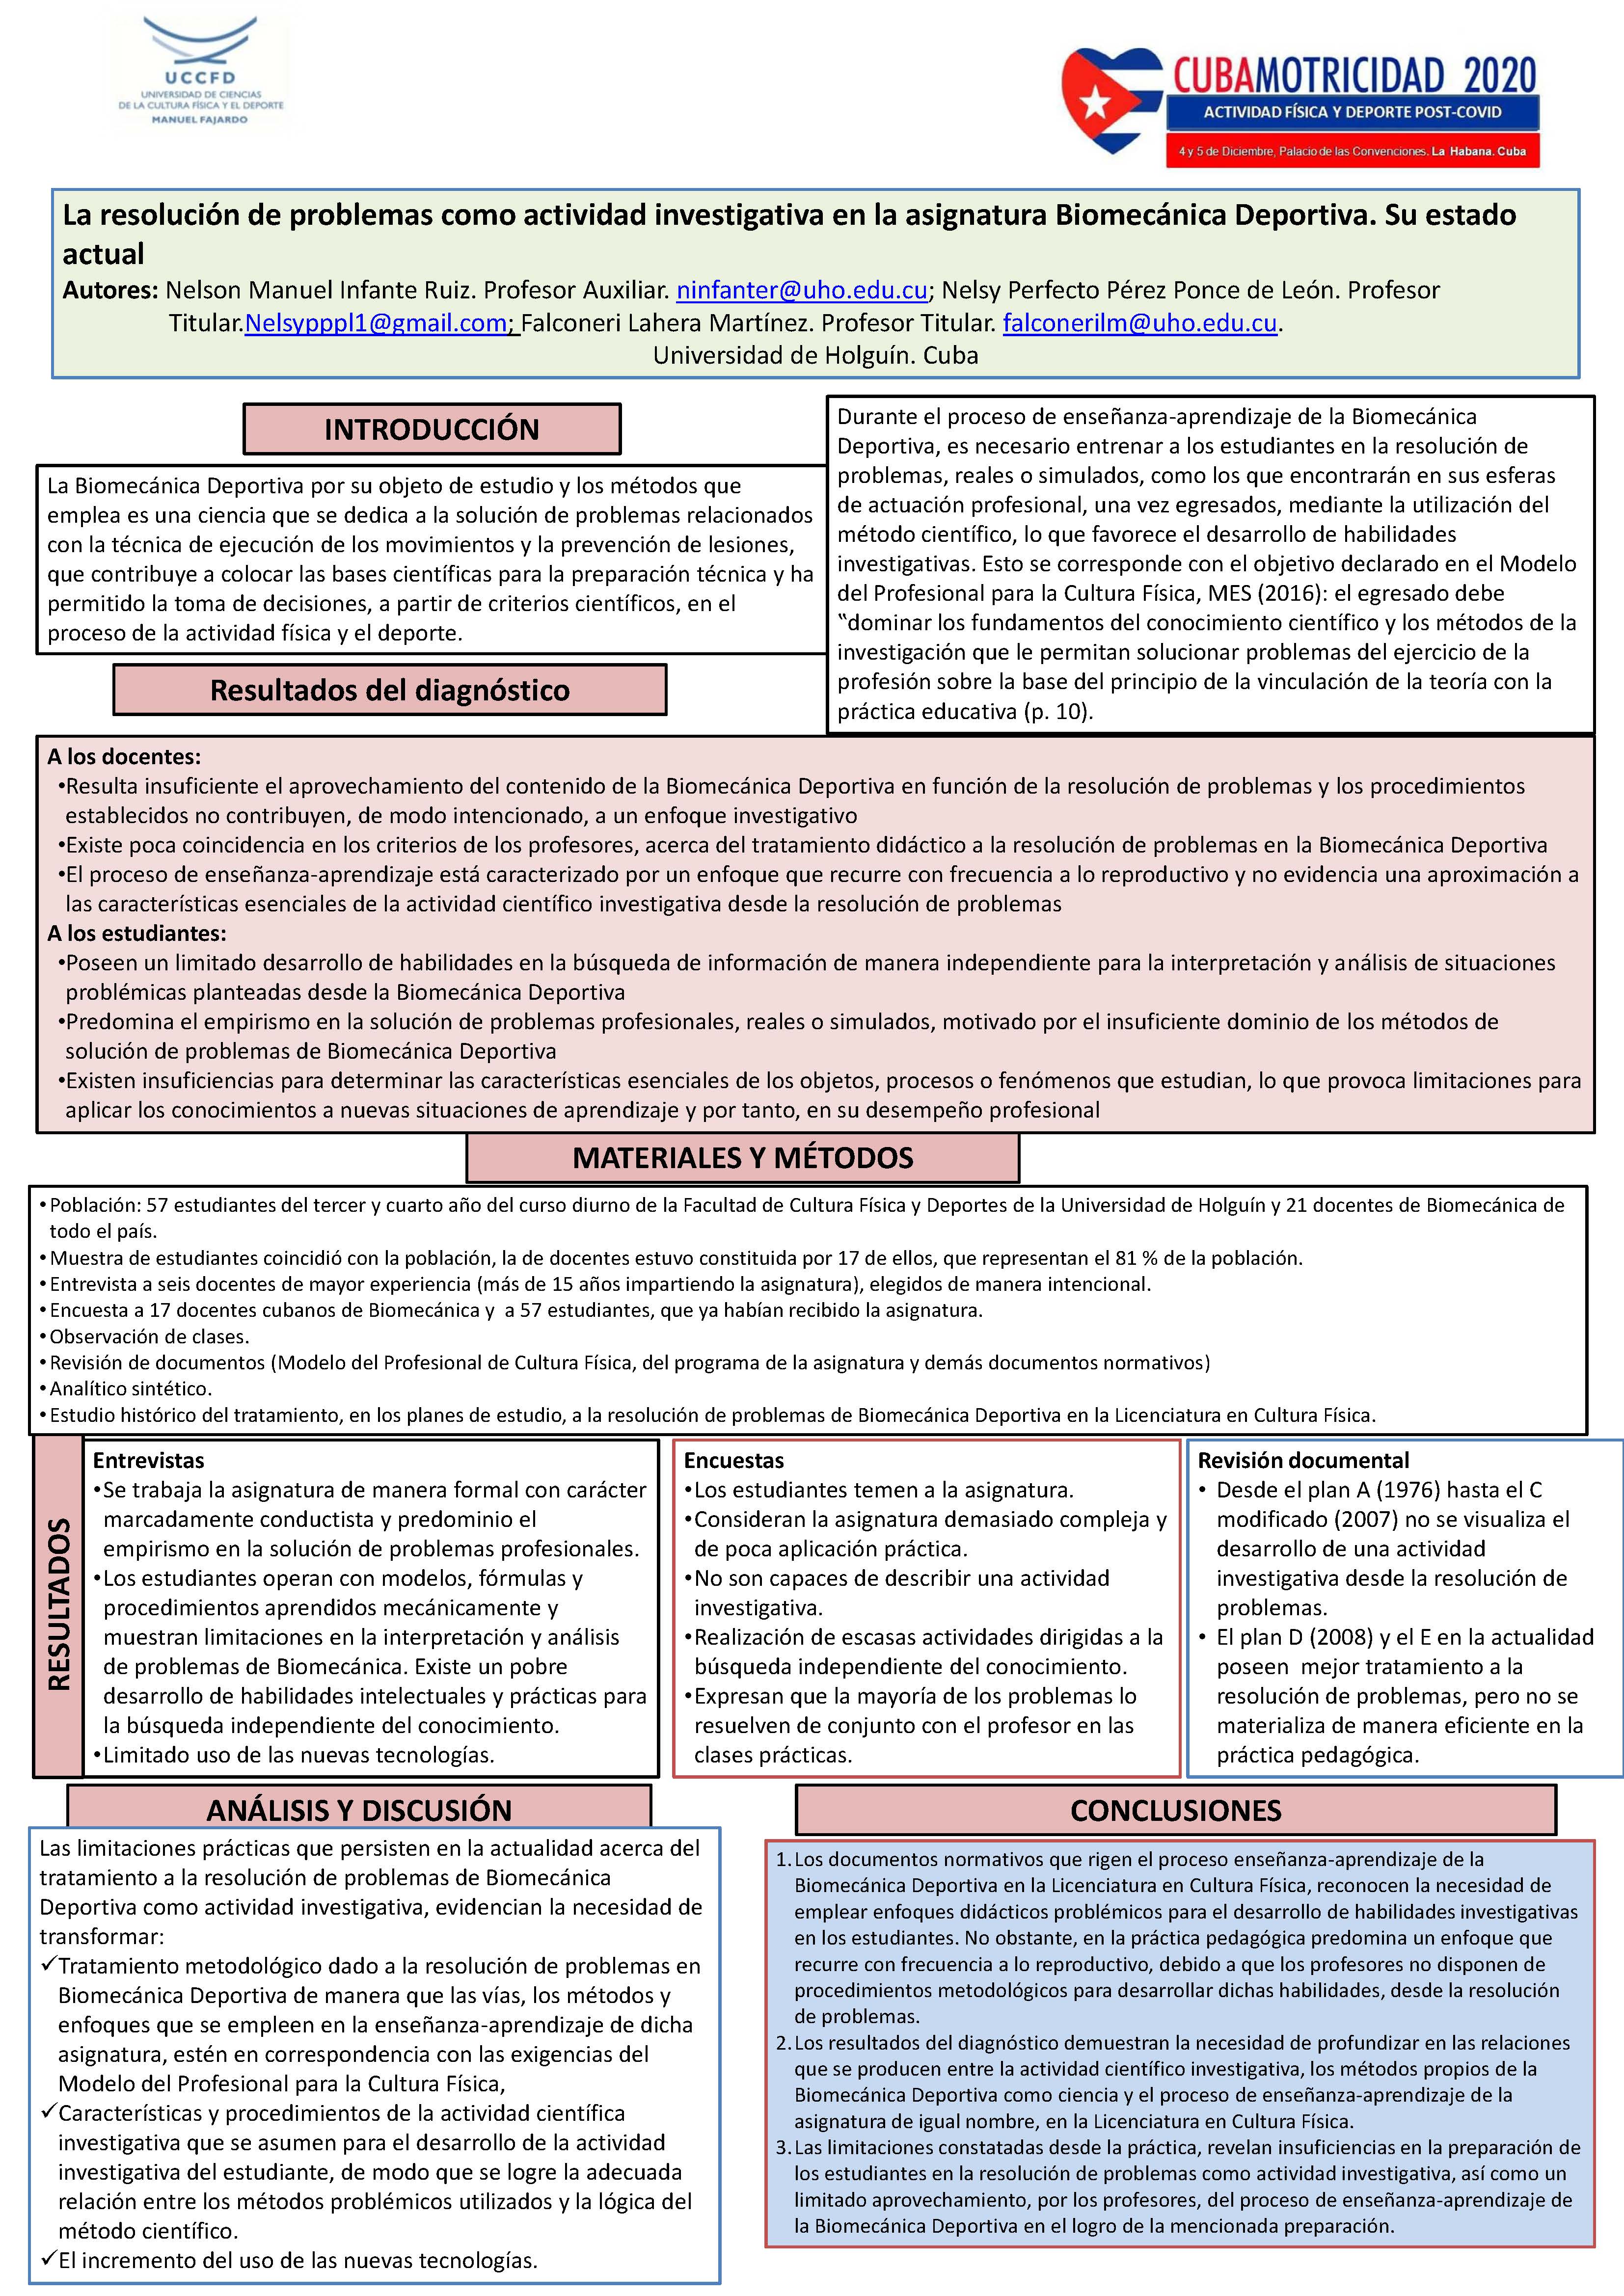 UCCFD
UNIVERSIDAD DE CIENCIAS
DE LA CULTURA FÍSICA Y EL DEPORTE
MANUEL FAJARDO
CUBAMOTRICIDAD 2020
ACTIVIDAD FÍSICA Y DEPORTE POST-COVID
4 y 5 de Diciembre, Palacio de las Convenciones. La Habana. Cuba
La resolución de problemas como actividad investigativa en la asignatura Biomecánica Deportiva. Su estado
actual
Autores: Nelson Manuel Infante Ruiz. Profesor Auxiliar. ninfanter@uho.edu.cu; Nelsy Perfecto Pérez Ponce de León. Profesor
Titular.Nelsypppl1@gmail.com; Falconeri Lahera Martínez. Profesor Titular. falconerilm@uho.edu.cu.
Universidad de Holguín. Cuba
INTRODUCCIÓN
La Biomecánica Deportiva por su objeto de estudio y los métodos que
emplea es una ciencia que se dedica a la solución de problemas relacionados
con la técnica de ejecución de los movimientos y la prevención de lesiones,
que contribuye a colocar las bases científicas para la preparación técnica y ha
permitido la toma de decisiones, a partir de criterios científicos, en el
proceso de la actividad física y el deporte.
Durante el proceso de enseñanza-aprendizaje de la Biomecánica
Deportiva, es necesario entrenar a los estudiantes en la resolución de
problemas, reales o simulados, como los que encontrarán en sus esferas
de actuación profesional, una vez egresados, mediante la utilización del
método científico, lo que favorece el desarrollo de habilidades
investigativas. Esto se corresponde con el objetivo declarado en el Modelo
del Profesional para la Cultura Física, MES (2016): el egresado debe
‟dominar los fundamentos del conocimiento científico y los métodos de la
investigación que le permitan solucionar problemas del ejercicio de la
profesión sobre la base del principio de la vinculación de la teoría con la
práctica educativa (p. 10).
Resultados del diagnóstico
A los docentes:
•Resulta insuficiente el aprovechamiento del contenido de la Biomecánica Deportiva en función de la resolución de problemas y los procedimientos
establecidos no contribuyen, de modo intencionado, a un enfoque investigativo
•Existe poca coincidencia en los criterios de los profesores, acerca del tratamiento didáctico a la resolución de problemas en la Biomecánica Deportiva
•El proceso de enseñanza-aprendizaje está caracterizado por un enfoque que recurre con frecuencia a lo reproductivo y no evidencia una aproximación a
las características esenciales de la actividad científico investigativa desde la resolución de problemas
A los estudiantes:
•Poseen un limitado desarrollo de habilidades en la búsqueda de información de manera independiente para la interpretación y análisis de situaciones
problémicas planteadas desde la Biomecánica Deportiva
•Predomina el empirismo en la solución de problemas profesionales, reales o simulados, motivado por el insuficiente dominio de los métodos de
solución de problemas de Biomecánica Deportiva
•Existen insuficiencias para determinar las características esenciales de los objetos, procesos o fenómenos que estudian, lo que provoca limitaciones para
aplicar los conocimientos a nuevas situaciones de aprendizaje y por tanto, en su desempeño profesional
MATERIALES Y MÉTODOS
• Población: 57 estudiantes del tercer y cuarto año del curso diurno de la Facultad de Cultura Física y Deportes de la Universidad de Holguín y 21 docentes de Biomecánica de
todo el país.
• Muestra de estudiantes coincidió con la población, la de docentes estuvo constituida por 17 de ellos, que representan el 81 % de la población.
• Entrevista a seis docentes de mayor experiencia (más de 15 años impartiendo la asignatura), elegidos de manera intencional.
• Encuesta a 17 docentes cubanos de Biomecánica y a 57 estudiantes, que ya habían recibido la asignatura.
• Observación de clases.
• Revisión de documentos (Modelo del Profesional de Cultura Física, del programa de la asignatura y demás documentos normativos)
• Analítico sintético.
• Estudio histórico del tratamiento, en los planes de estudio, a la resolución de problemas de Biomecánica Deportiva en la Licenciatura en Cultura Física.
RESULTADOS
Entrevistas
•Se trabaja la asignatura de manera formal con carácter
marcadamente conductista y predominio el
empirismo en la solución de problemas profesionales.
•Los estudiantes operan con modelos, fórmulas y
procedimientos aprendidos mecánicamente y
muestran limitaciones en la interpretación y análisis
de problemas de Biomecánica. Existe un pobre
desarrollo de habilidades intelectuales y prácticas para
la búsqueda independiente del conocimiento.
•Limitado uso de las nuevas tecnologías.
Encuestas
•Los estudiantes temen a la asignatura.
•Consideran la asignatura demasiado compleja y
de poca aplicación práctica.
•No son capaces de describir una actividad
investigativa.
•Realización de escasas actividades dirigidas a la
búsqueda independiente del conocimiento.
•Expresan que la mayoría de los problemas lo
resuelven de conjunto con el profesor en las
clases prácticas.
Revisión documental
• Desde el plan A (1976) hasta el C
modificado (2007) no se visualiza el
desarrollo de una actividad
investigativa desde la resolución de
problemas.
• El plan D (2008) y el E en la actualidad
poseen mejor tratamiento a la
resolución de problemas, pero no se
materializa de manera eficiente en la
práctica pedagógica.
ANÁLISIS Y DISCUSIÓN
Las limitaciones prácticas que persisten en la actualidad acerca del
tratamiento a la resolución de problemas de Biomecánica
Deportiva como actividad investigativa, evidencian la necesidad de
transformar:
✓Tratamiento metodológico dado a la resolución de problemas en
Biomecánica Deportiva de manera que las vías, los métodos y
enfoques que se empleen en la enseñanza-aprendizaje de dicha
asignatura, estén en correspondencia con las exigencias del
Modelo del Profesional para la Cultura Física,
✓Características y procedimientos de la actividad científica
investigativa que se asumen para el desarrollo de la actividad
investigativa del estudiante, de modo que se logre la adecuada
relación entre los métodos problémicos utilizados y la lógica del
método científico.
✓El incremento del uso de las nuevas tecnologías.
CONCLUSIONES
1. Los documentos normativos que rigen el proceso enseñanza-aprendizaje de la
Biomecánica Deportiva en la Licenciatura en Cultura Física, reconocen la necesidad de
emplear enfoques didácticos problémicos para el desarrollo de habilidades investigativas
en los estudiantes. No obstante, en la práctica pedagógica predomina un enfoque que
recurre con frecuencia a lo reproductivo, debido a que los profesores no disponen de
procedimientos metodológicos para desarrollar dichas habilidades, desde la resolución
de problemas.
2. Los resultados del diagnóstico demuestran la necesidad de profundizar en las relaciones
que se producen entre la actividad científico investigativa, los métodos propios de la
Biomecánica Deportiva como ciencia y el proceso de enseñanza-aprendizaje de la
asignatura de igual nombre, en la Licenciatura en Cultura Física.
3. Las limitaciones constatadas desde la práctica, revelan insuficiencias en la preparación de
los estudiantes en la resolución de problemas como actividad investigativa, así como un
limitado aprovechamiento, por los profesores, del proceso de enseñanza-aprendizaje de
la Biomecánica Deportiva en el logro de la mencionada preparación.